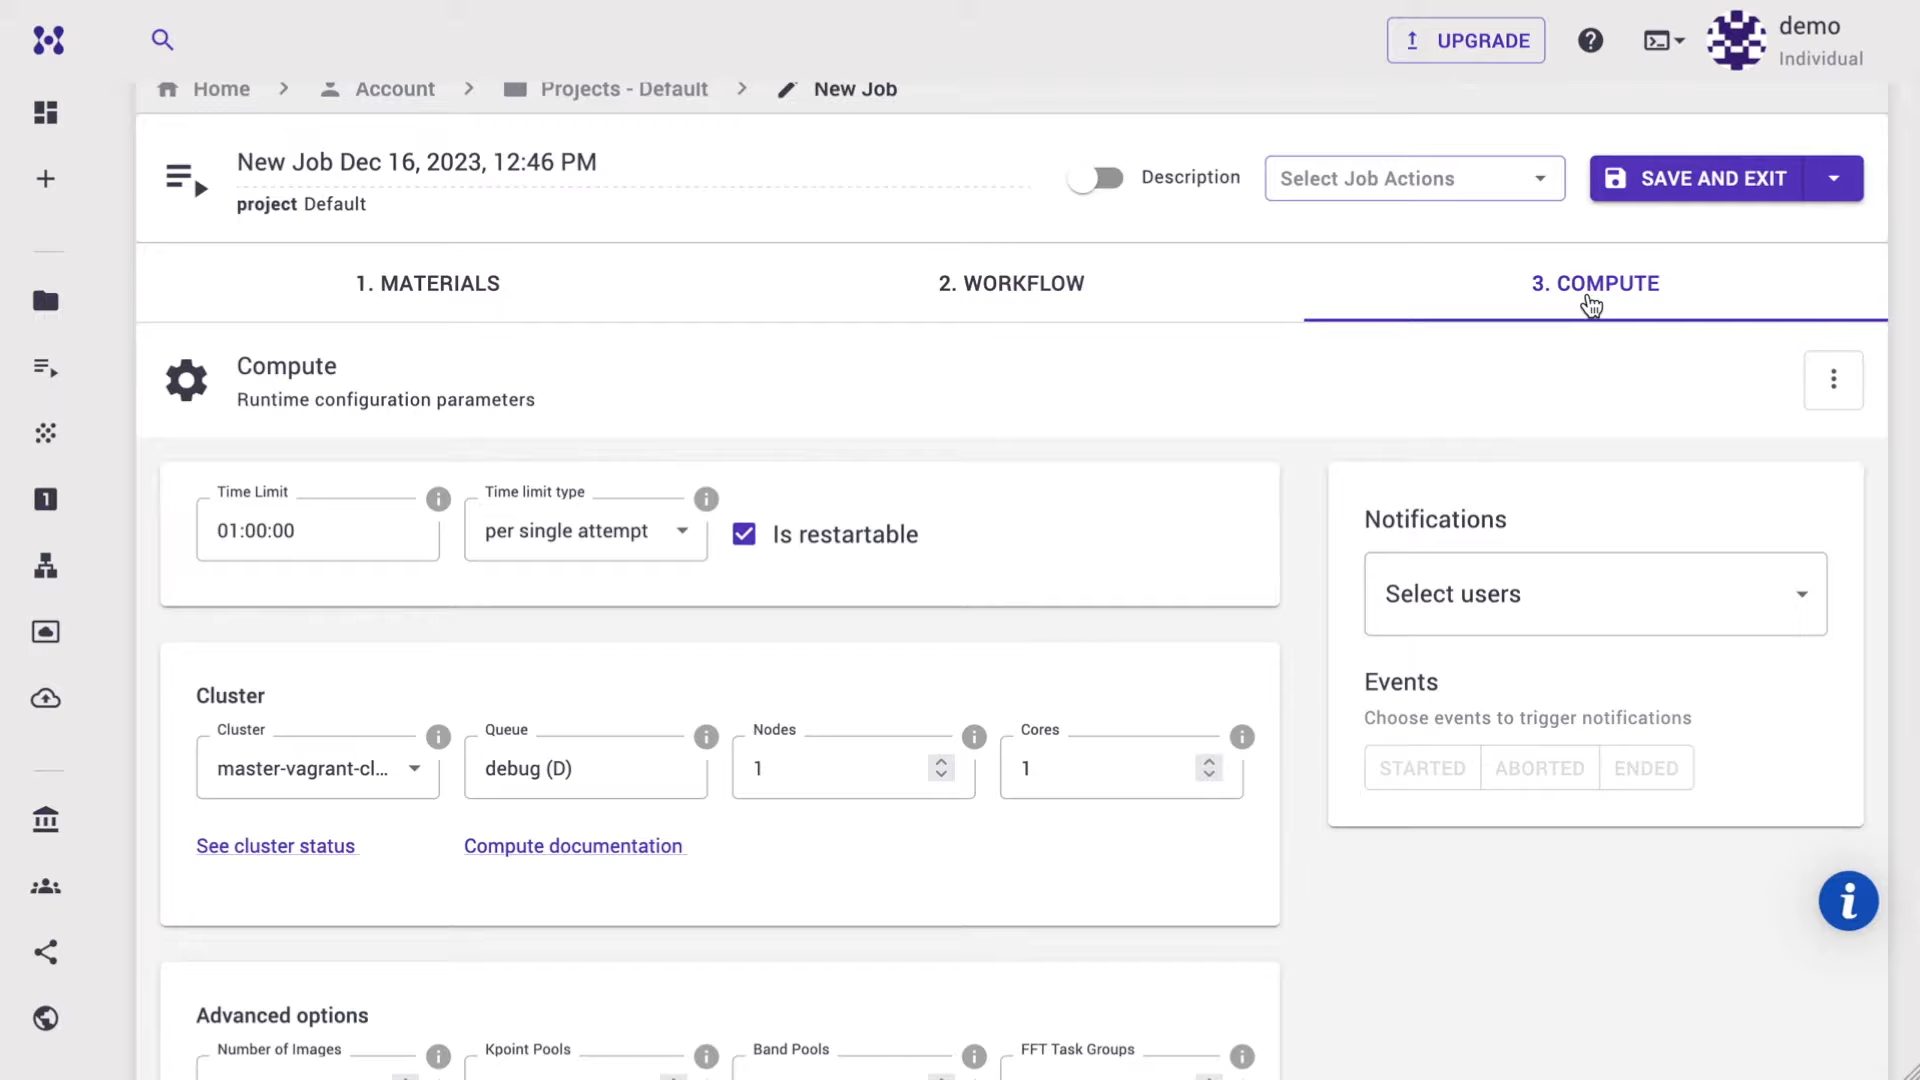 UPGRADE
demo
Individual
Home > Account > Projects - Default > New Job
New Job Dec 16, 2023, 12:46 PM
project Default
Description
Select Job Actions
SAVE AND EXIT
1. MATERIALS
2. WORKFLOW
3. COMPUTE
Compute
Runtime configuration parameters
Time Limit
01:00:00
Time limit type
per single attempt
Is restartable
Notifications
Select users
Events
Choose events to trigger notifications
STARTED ABORTED ENDED
Cluster
Cluster
master-vagrant-cl...
Queue
debug (D)
Nodes
1
Cores
1
See cluster status
Compute documentation
Advanced options
Number of Images
Kpoint Pools
Band Pools
FFT Task Groups